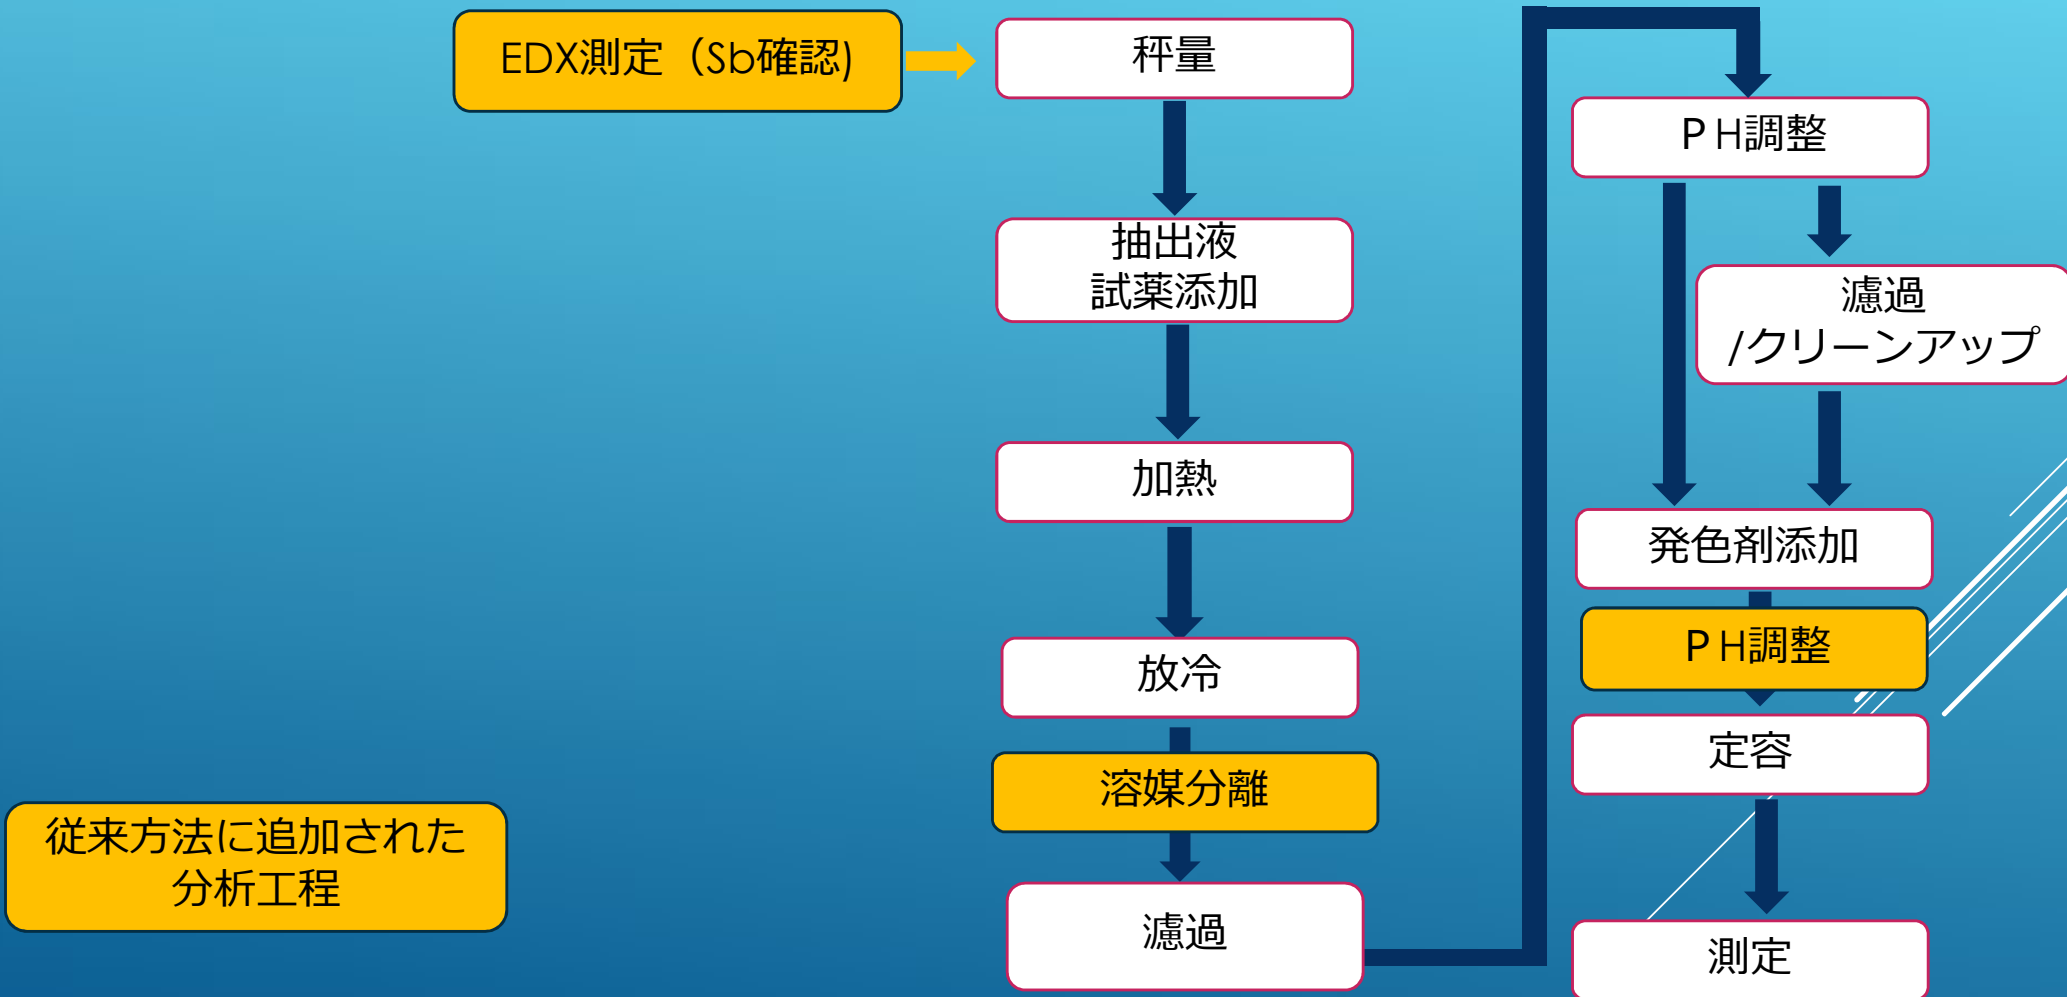 EDX測定（Sb確認)
秤量
抽出液
試薬添加
加熱
放冷
溶媒分離
濾過
ＰH調整
濾過
/クリーンアップ
発色剤添加
ＰH調整
定容
測定
従来方法に追加された
分析工程